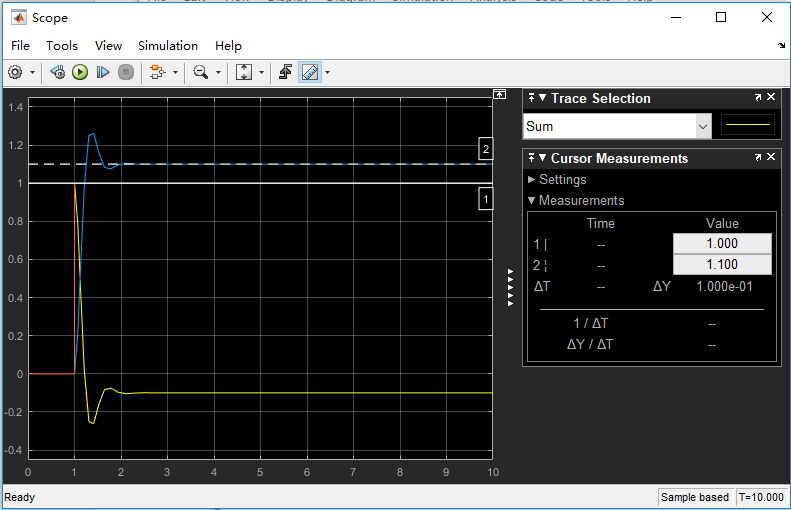 Scope
File Tools View Simulation Help
1.4
1.2
1
0.8
0.6
0.4
0.2
0
-0.2
-0.4
0 1 2 3 4 5 6 7 8 9 10
2
1
Trace Selection
Sum
Cursor Measurements
Settings
Measurements
Time Value
1 | -- 1.000
2 ¦ -- 1.100
ΔT -- ΔY 1.000e-01
1 / ΔT --
ΔY / ΔT --
Ready
Sample based T=10.000